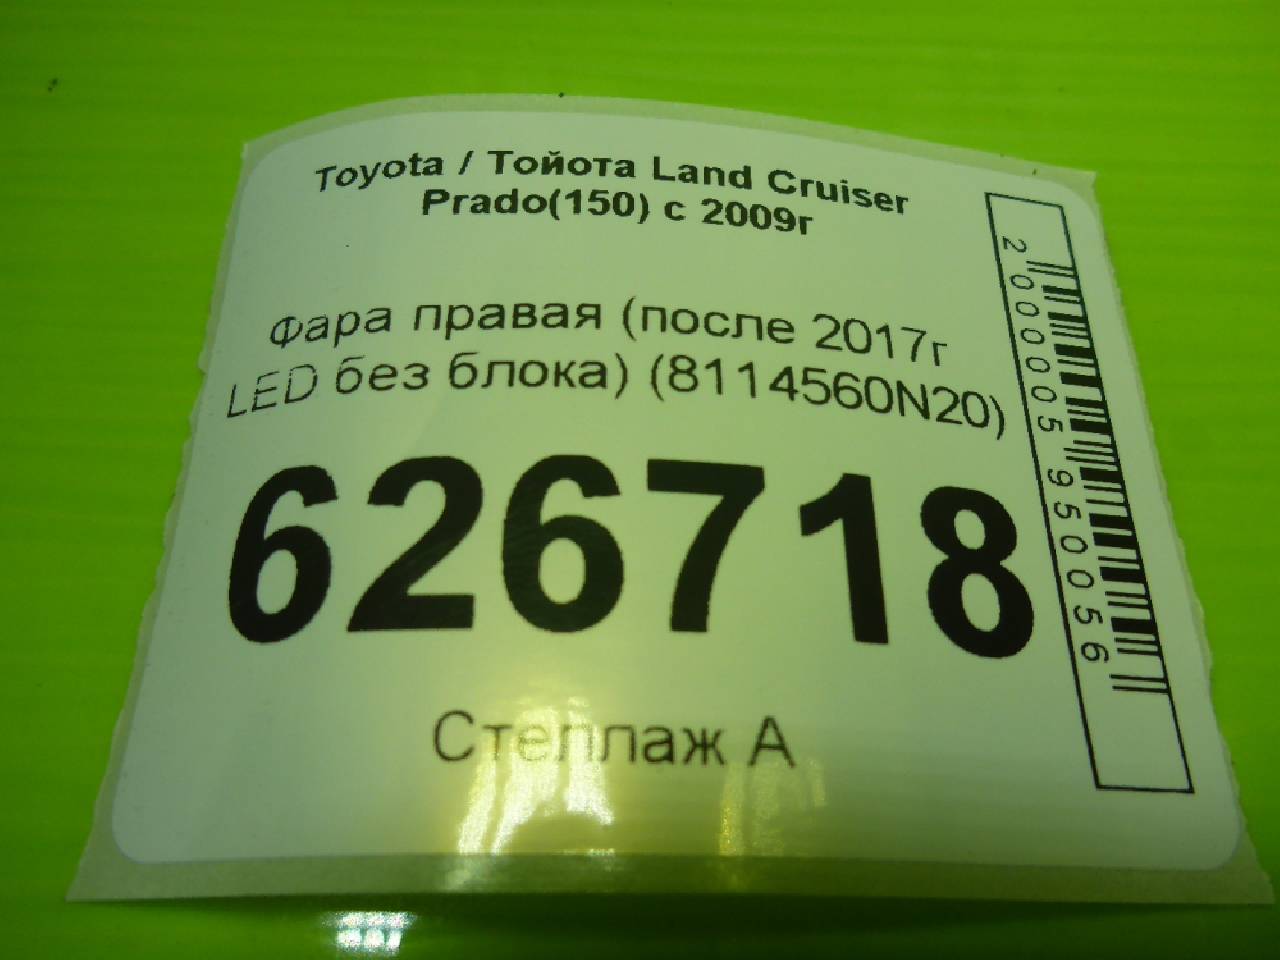 Toyota / Тойота Land Cruiser
Prado(150) с 2009г
Фара правая (после 2017г
LED без блока) (8114560N20)
626718
Стеллаж А
2000005950056